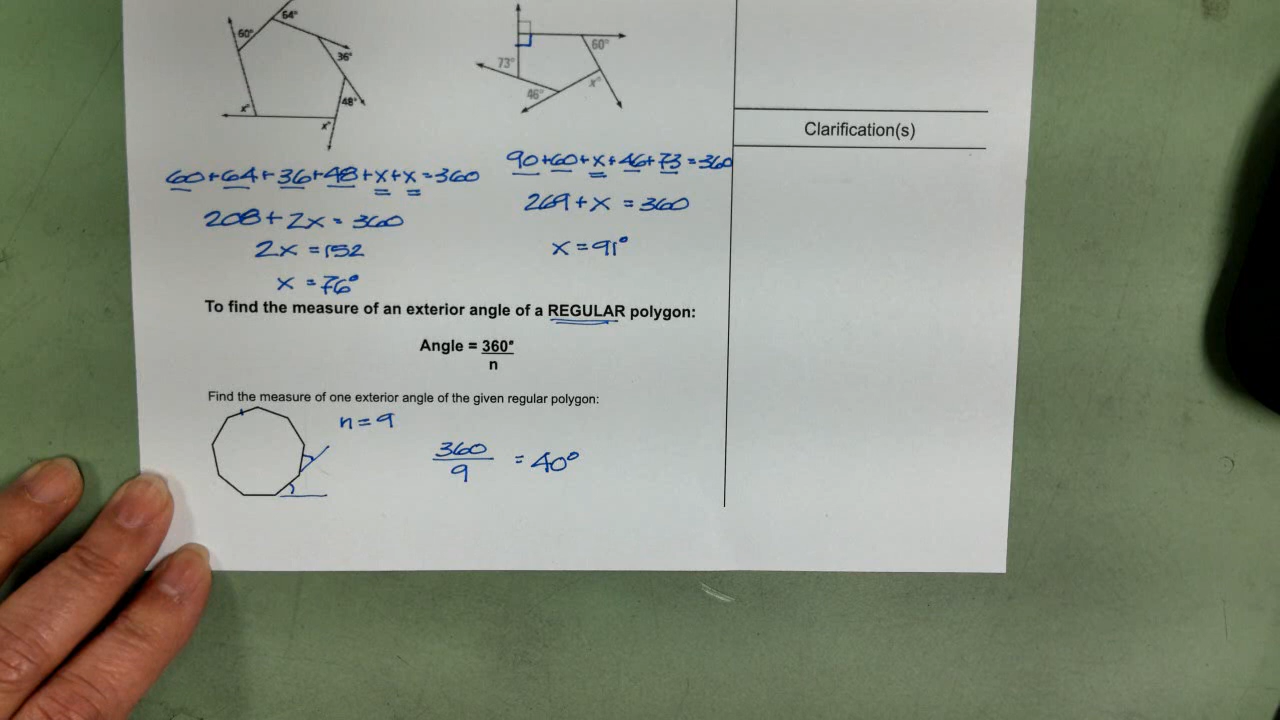 64°
60°
36°
48°
x°
x°
60°
73°
46°
x°
Clarification(s)
60+64+36+48+x+x=360
208+2x=360
2x=152
x=76°
90+60+x+46+73=360
269+x=360
x=91°
To find the measure of an exterior angle of a REGULAR polygon:
Angle = 360°
n
Find the measure of one exterior angle of the given regular polygon:
n=9
360
9
=40°